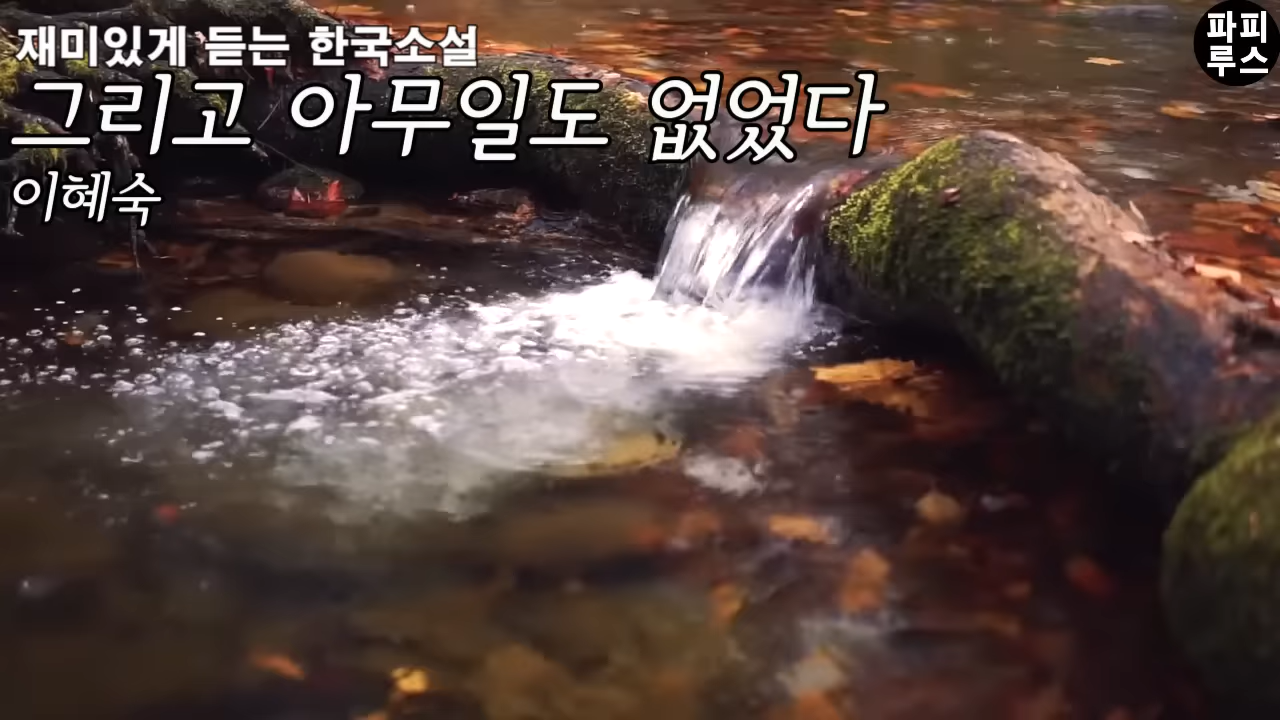 재미있게 듣는 한국소설
그리고 아무일도 없었다
이혜숙
파피
루스